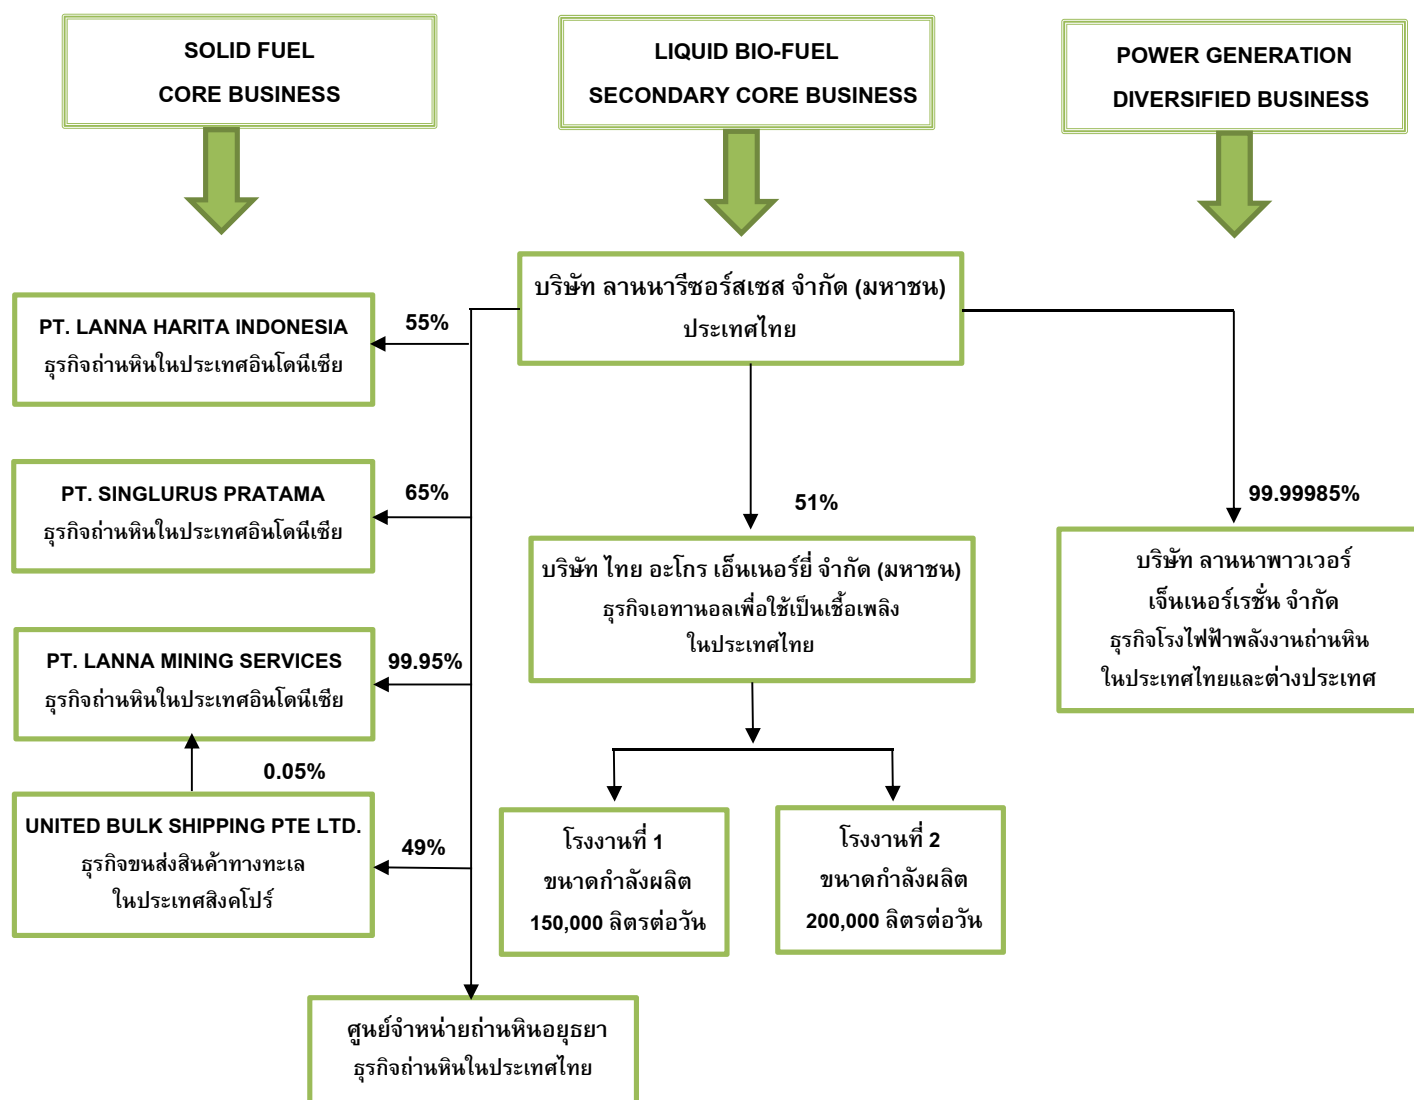 SOLID FUEL
CORE BUSINESS
LIQUID BIO-FUEL
SECONDARY CORE BUSINESS
POWER GENERATION
DIVERSIFIED BUSINESS
บริษัท ลานนารีซอร์สเซส จำกัด (มหาชน)
ประเทศไทย
PT. LANNA HARITA INDONESIA
ธุรกิจถ่านหินในประเทศอินโดนีเซีย
55%
PT. SINGLURUS PRATAMA
ธุรกิจถ่านหินในประเทศอินโดนีเซีย
65%
51%
99.99985%
บริษัท ไทย อะโกร เอ็นเนอร์ยี่ จำกัด (มหาชน)
ธุรกิจเอทานอลเพื่อใช้เป็นเชื้อเพลิง
ในประเทศไทย
บริษัท ลานนาพาวเวอร์
เจ็นเนอร์เรชั่น จำกัด
ธุรกิจโรงไฟฟ้าพลังงานถ่านหิน
ในประเทศไทยและต่างประเทศ
PT. LANNA MINING SERVICES
ธุรกิจถ่านหินในประเทศอินโดนีเซีย
99.95%
0.05%
UNITED BULK SHIPPING PTE LTD.
ธุรกิจขนส่งสินค้าทางทะเล
ในประเทศสิงคโปร์
49%
โรงงานที่ 1
ขนาดกำลังผลิต
150,000 ลิตรต่อวัน
โรงงานที่ 2
ขนาดกำลังผลิต
200,000 ลิตรต่อวัน
ศูนย์จำหน่ายถ่านหินอยุธยา
ธุรกิจถ่านหินในประเทศไทย